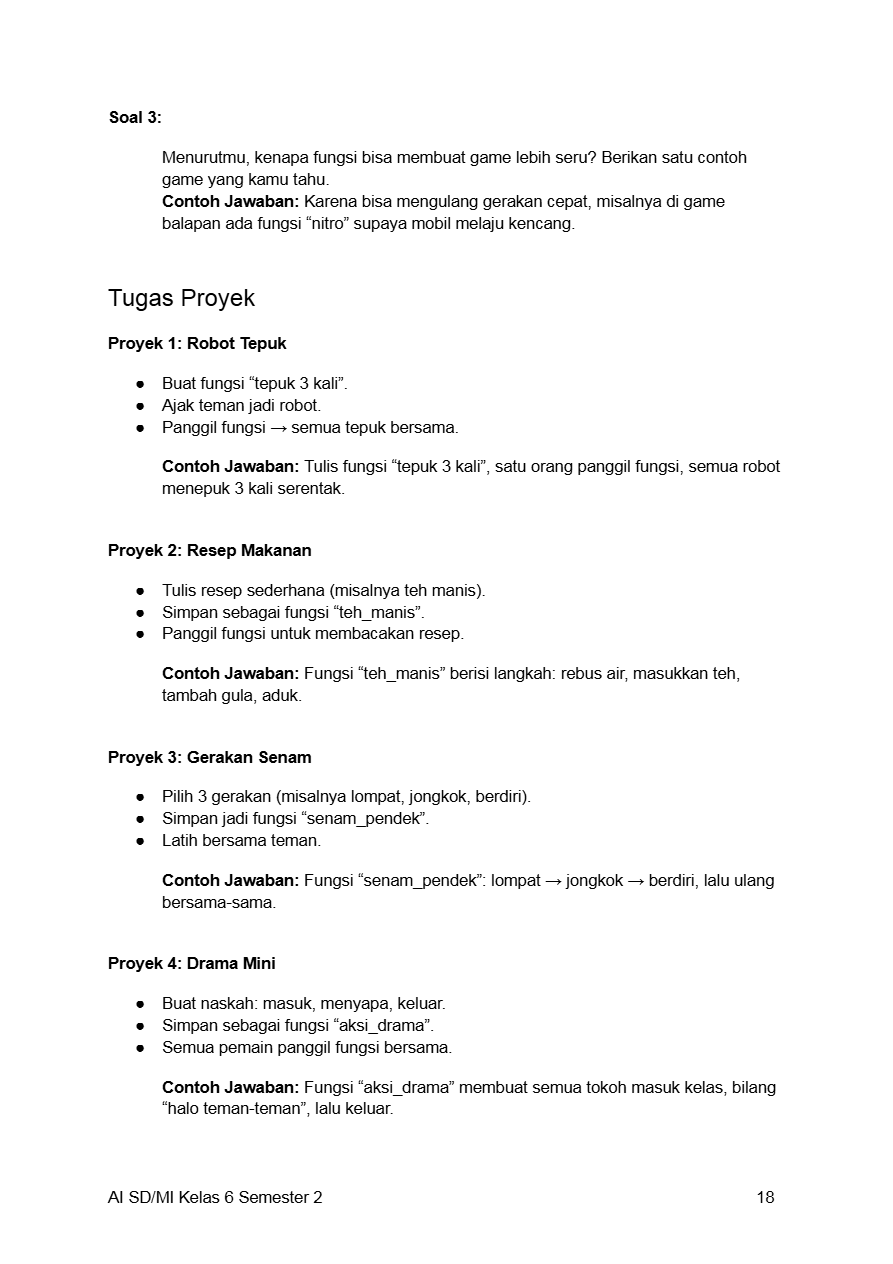 Soal 3:
Menurutmu, kenapa fungsi bisa membuat game lebih seru? Berikan satu contoh
game yang kamu tahu.
Contoh Jawaban: Karena bisa mengulang gerakan cepat, misalnya di game
balapan ada fungsi “nitro” supaya mobil melaju kencang.
Tugas Proyek
Proyek 1: Robot Tepuk
● Buat fungsi “tepuk 3 kali”.
● Ajak teman jadi robot.
● Panggil fungsi → semua tepuk bersama.
Contoh Jawaban: Tulis fungsi “tepuk 3 kali”, satu orang panggil fungsi, semua robot
menepuk 3 kali serentak.
Proyek 2: Resep Makanan
● Tulis resep sederhana (misalnya teh manis).
● Simpan sebagai fungsi “teh_manis”.
● Panggil fungsi untuk membacakan resep.
Contoh Jawaban: Fungsi “teh_manis” berisi langkah: rebus air, masukkan teh,
tambah gula, aduk.
Proyek 3: Gerakan Senam
● Pilih 3 gerakan (misalnya lompat, jongkok, berdiri).
● Simpan jadi fungsi “senam_pendek”.
● Latih bersama teman.
Contoh Jawaban: Fungsi “senam_pendek”: lompat → jongkok → berdiri, lalu ulang
bersama-sama.
Proyek 4: Drama Mini
● Buat naskah: masuk, menyapa, keluar.
● Simpan sebagai fungsi “aksi_drama”.
● Semua pemain panggil fungsi bersama.
Contoh Jawaban: Fungsi “aksi_drama” membuat semua tokoh masuk kelas, bilang
“halo teman-teman”, lalu keluar.
AI SD/MI Kelas 6 Semester 2 18